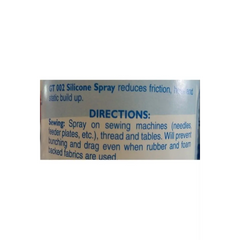 GT 002 Silicone Spray reduces friction,
static build up.
DIRECTIONS:
Sewing: Spray on sewing machines (needles,
feeder plates, etc.), thread and tables. Will prevent
bunching and drag even when rubber and foam
backed fabrics are used